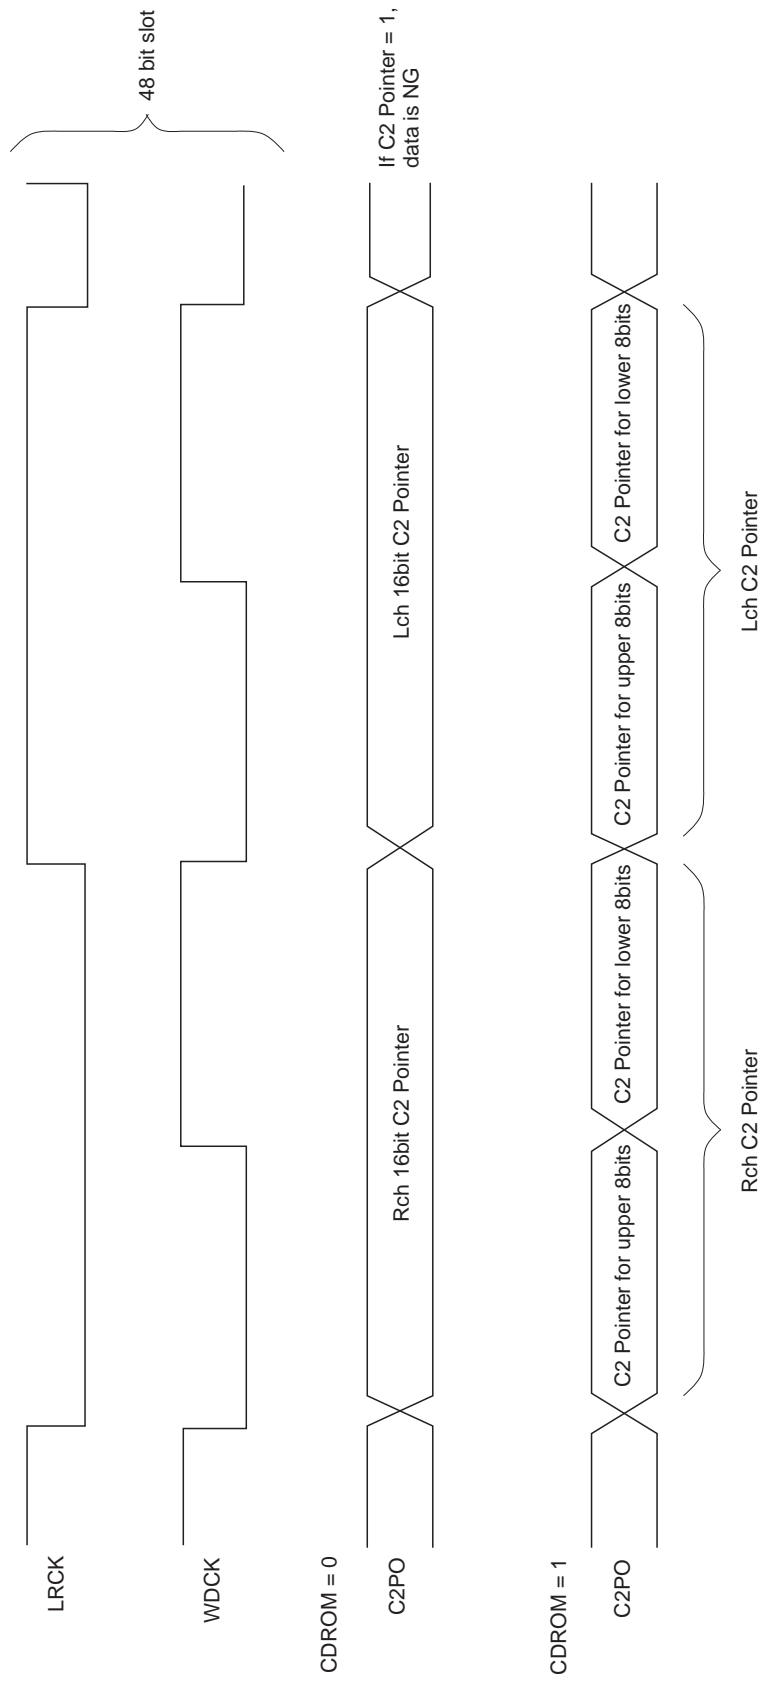 48 bit slot
LRCK
WDCK
CDROM = 0
If C2 Pointer = 1,
data is NG
C2PO
Rch 16bit C2 Pointer
Lch 16bit C2 Pointer
CDROM = 1
C2PO
C2 Pointer for upper 8bits
C2 Pointer for lower 8bits
C2 Pointer for upper 8bits
C2 Pointer for lower 8bits
Rch C2 Pointer
Lch C2 Pointer